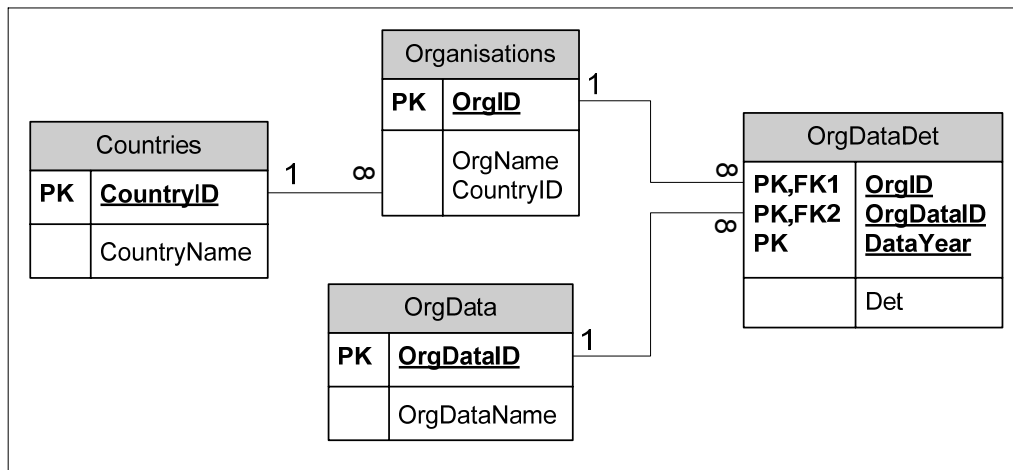 Organisations
PK OrgID
OrgName
CountryID
Countries
PK CountryID
CountryName
1 ∞
OrgData
PK OrgDataID
OrgDataName
OrgDataDet
PK,FK1 OrgID
PK,FK2 OrgDataID
PK DataYear
Det
1 ∞
1 ∞